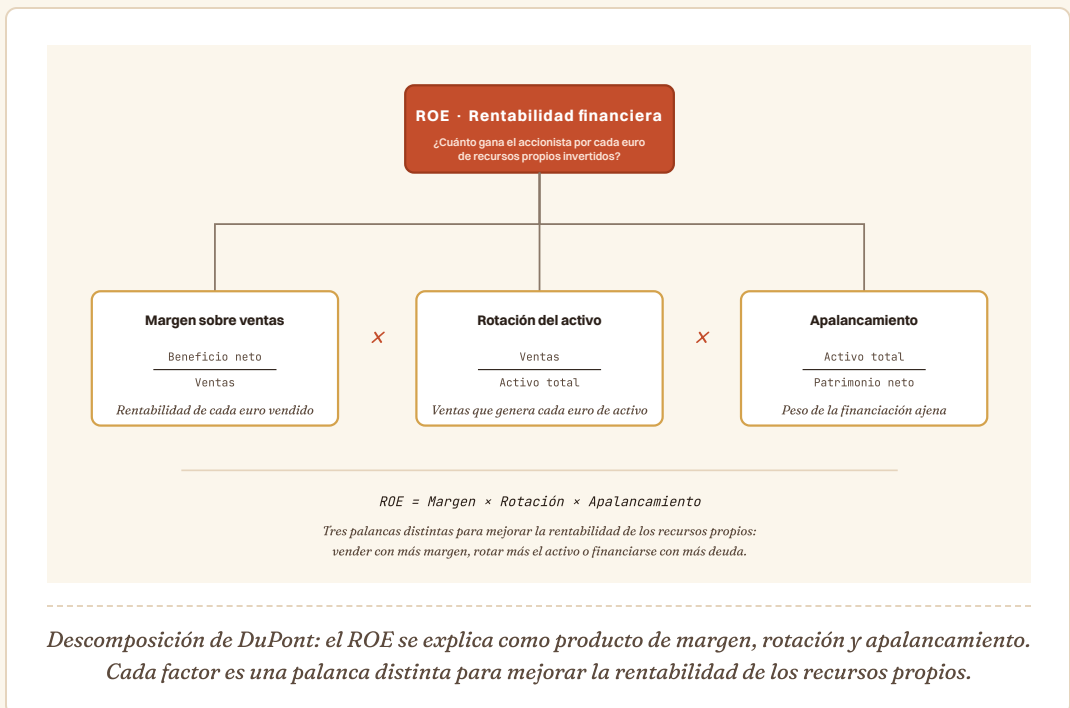 ROE · Rentabilidad financiera
¿Cuánto gana el accionista por cada euro
de recursos propios invertidos?
Margen sobre ventas
Beneficio neto
Ventas
Rentabilidad de cada euro vendido
×
Rotación del activo
Ventas
Activo total
Ventas que genera cada euro de activo
×
Apalancamiento
Activo total
Patrimonio neto
Peso de la financiación ajena
ROE = Margen × Rotación × Apalancamiento
Tres palancas distintas para mejorar la rentabilidad de los recursos propios:
vender con más margen, rotar más el activo o financiarse con más deuda.
Descomposición de DuPont: el ROE se explica como producto de margen, rotación y apalancamiento.
Cada factor es una palanca distinta para mejorar la rentabilidad de los recursos propios.